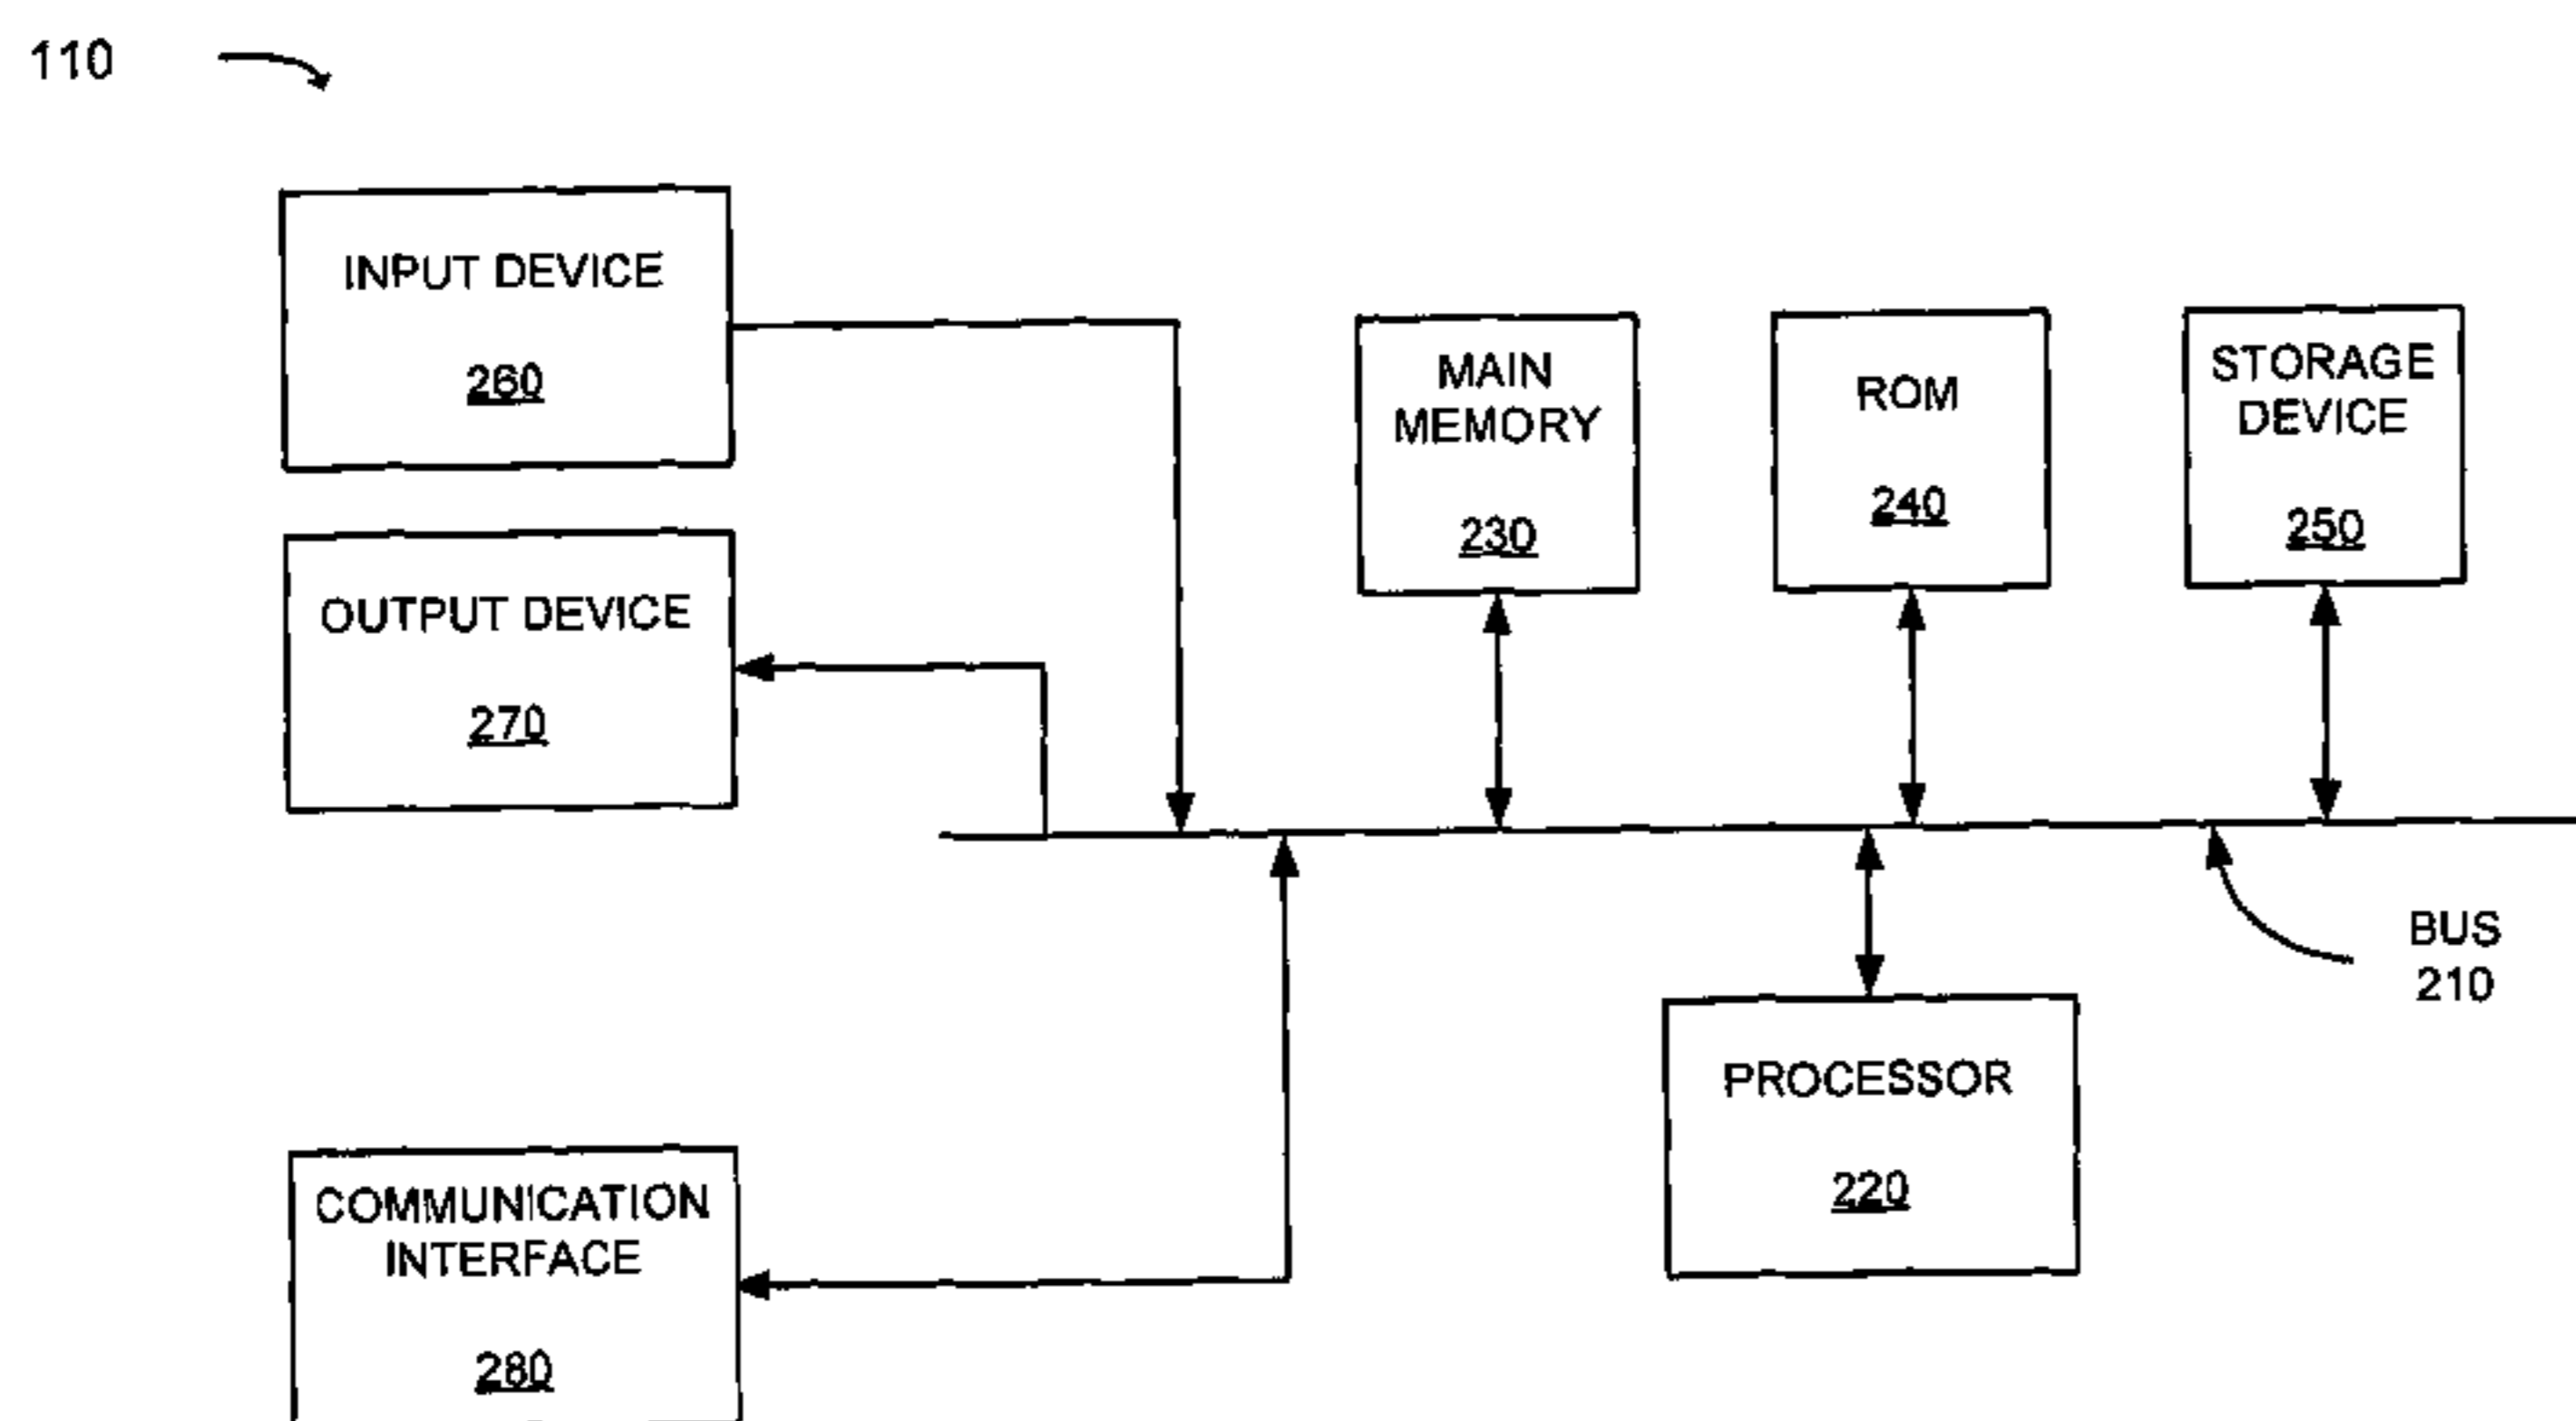 110
INPUT DEVICE
260
OUTPUT DEVICE
270
MAIN
MEMORY
230
ROM
240
STORAGE
DEVICE
250
BUS
210
PROCESSOR
220
COMMUNICATION
INTERFACE
280